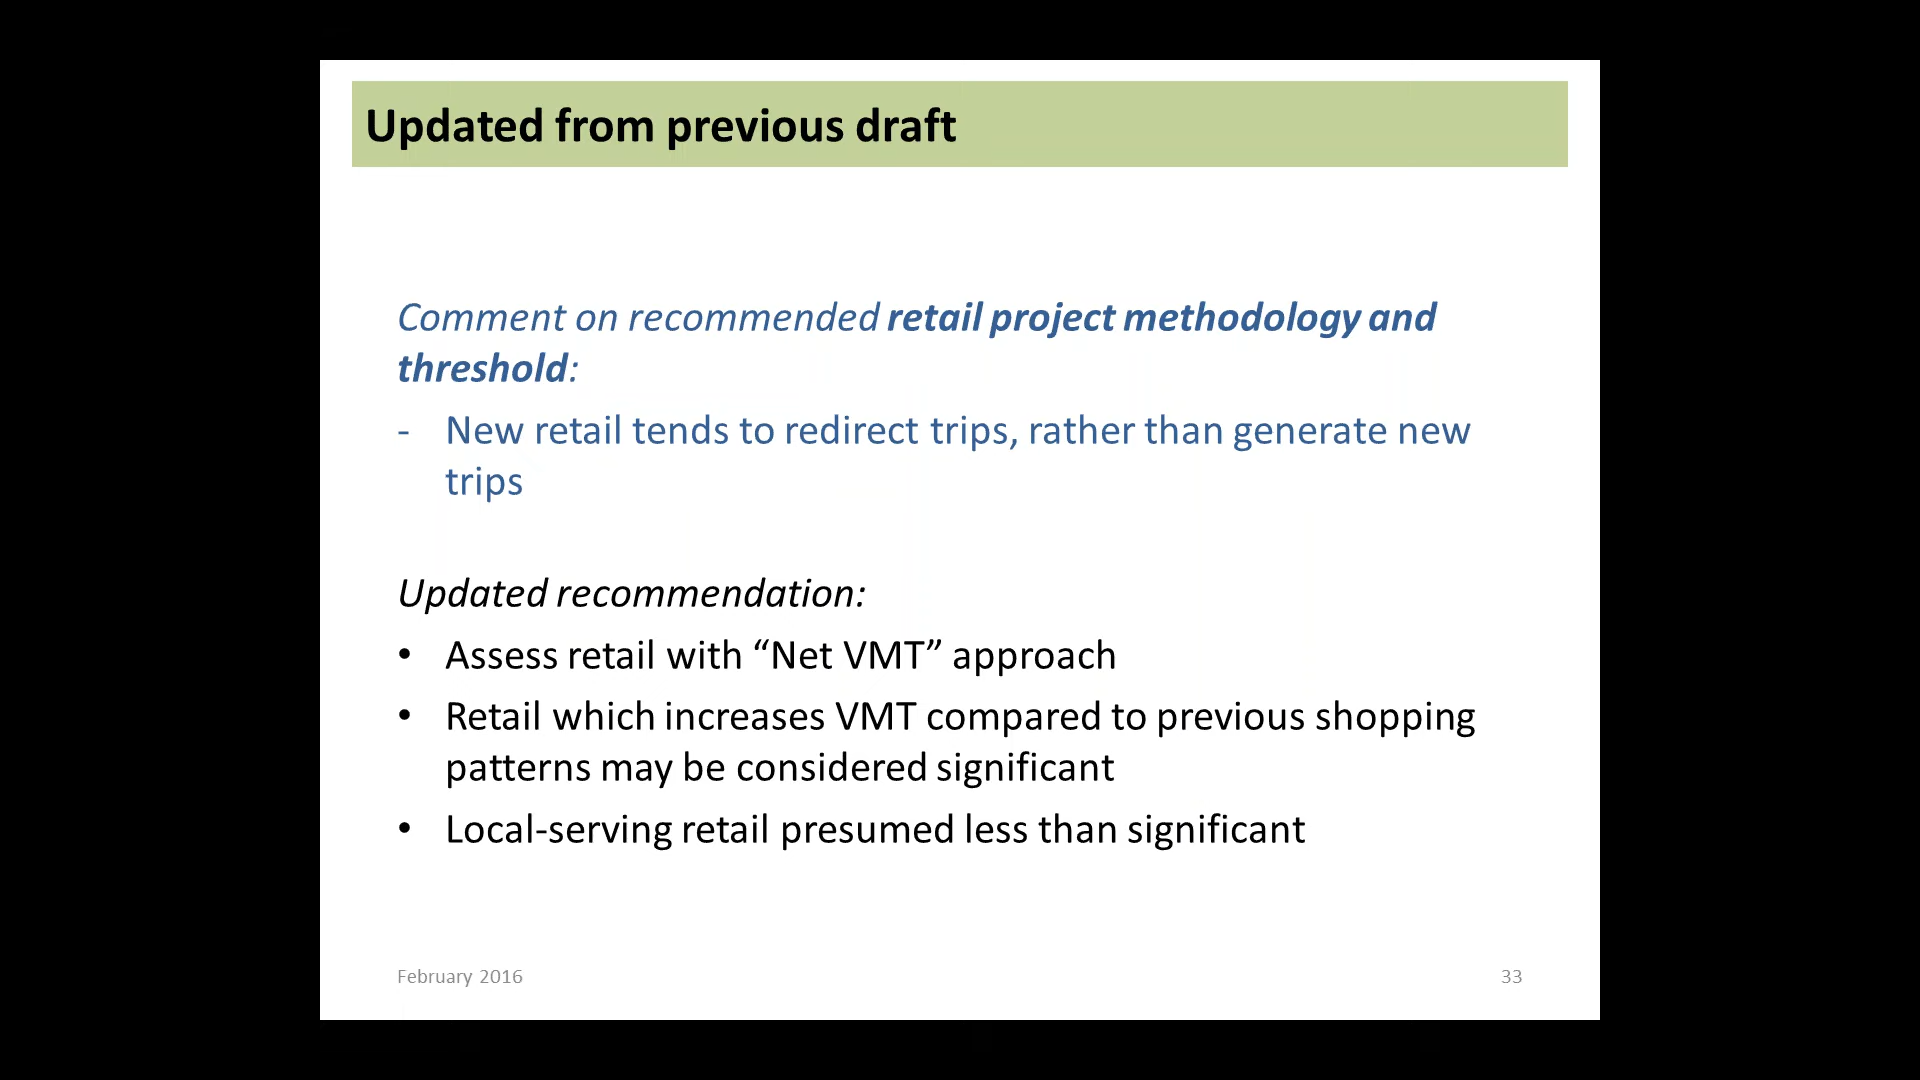 Updated from previous draft
Comment on recommended retail project methodology and
threshold:
- New retail tends to redirect trips, rather than generate new
trips
Updated recommendation:
• Assess retail with “Net VMT” approach
• Retail which increases VMT compared to previous shopping
patterns may be considered significant
• Local-serving retail presumed less than significant
February 2016
33